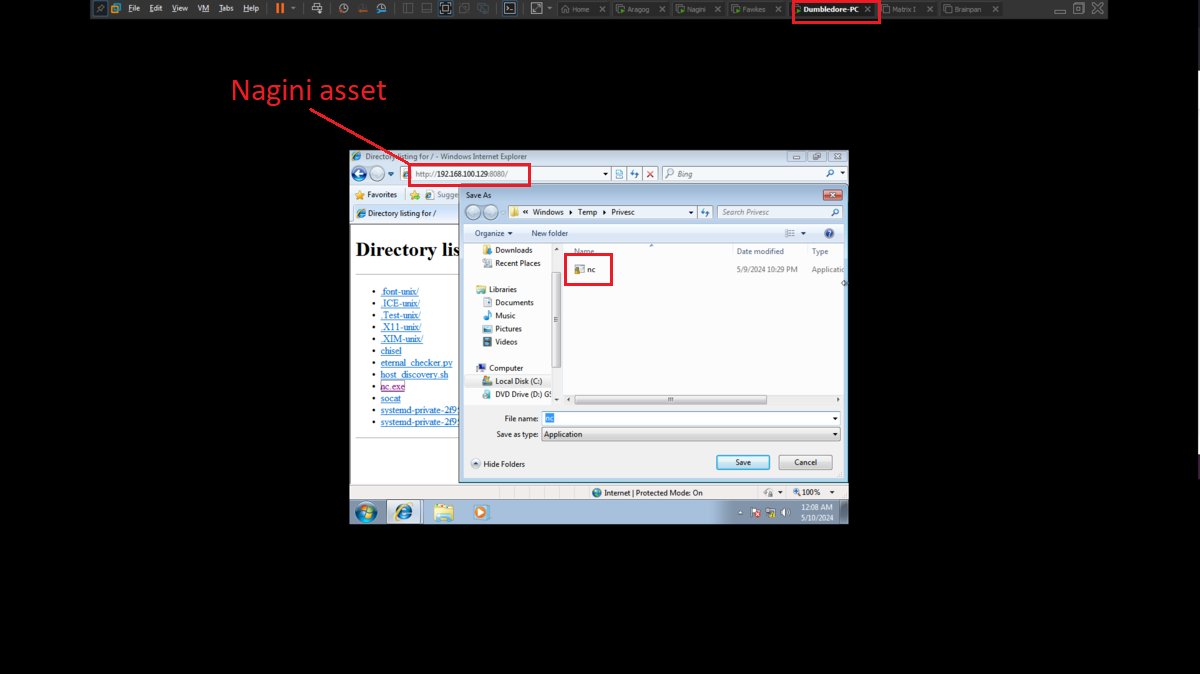 File Edit View VM Tabs Help Home Aragog Nagini Fawkes Dumbledore-PC Matrix I Brainpan
Nagini asset
Directory listing for / - Windows Internet Explorer
http://192.168.100.129:8080/ Bing
Favorites Sugge
Directory listing for /
Directory lis
.font-unix/
.ICE-unix/
.Test-unix/
.X11-unix/
.XIM-unix/
chisel
eternal_checker.py
host_discovery.sh
nc.exe
socat
systemd-private-2f95
systemd-private-2f95
Save As
« Windows Temp Privesc Search Privesc
Organize New folder
Name Date modified Type
nc 5/9/2024 10:29 PM Applicatio
Downloads
Recent Places
Libraries
Documents
Music
Pictures
Videos
Computer
Local Disk (C:)
DVD Drive (D:) GS
File name: nc
Save as type: Application
Hide Folders Save Cancel
Internet | Protected Mode: On 100%
12:08 AM
5/10/2024